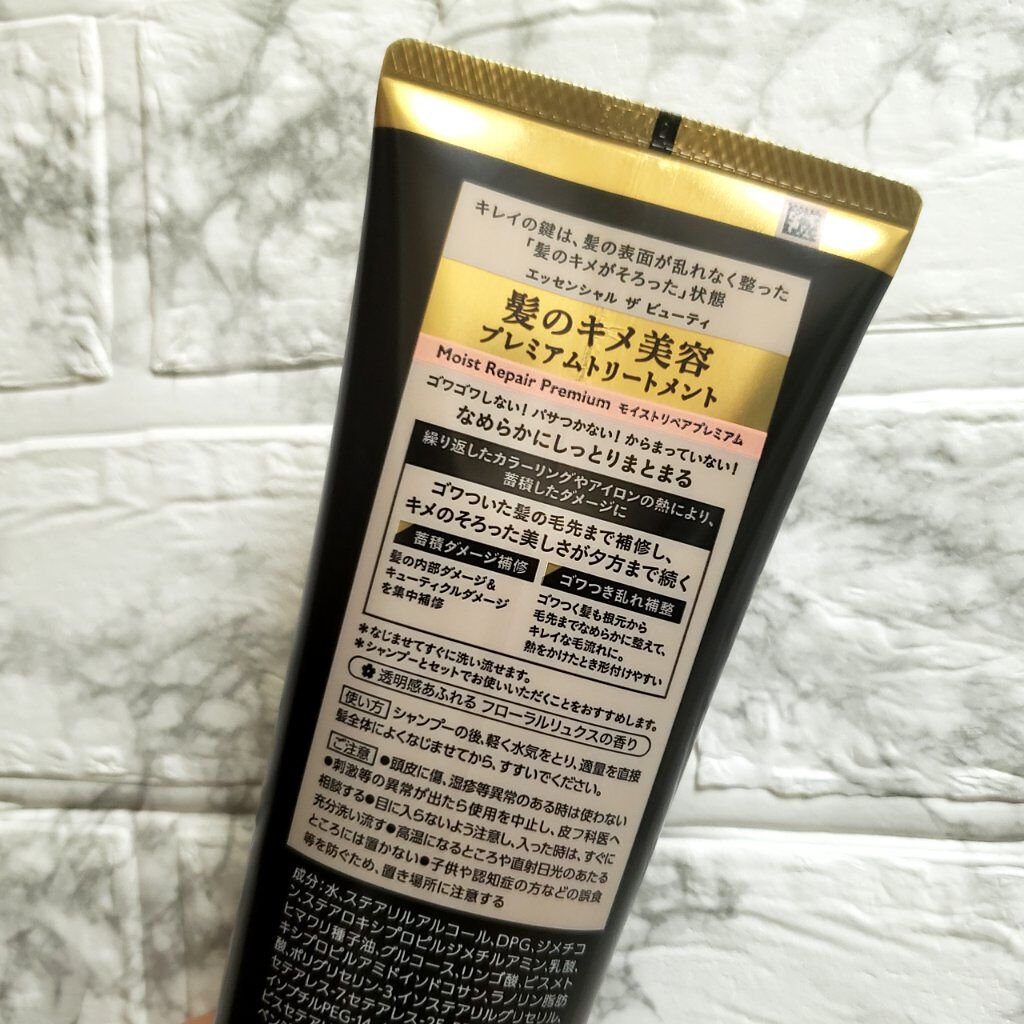 キレイの鍵は、髪の表面が乱れなく整った
「髪のキメがそろった」状態
エッセンシャル ザ ビューティ
髪のキメ美容
プレミアムトリートメント
Moist Repair Premium モイストリペアプレミアム
ゴワゴワしない!パサつかない!からまっていない!
なめらかにしっとりまとまる
繰り返したカラーリングやアイロンの熱により、
蓄積したダメージに
ゴワついた髪の毛先まで補修し、
キメのそろった美しさが夕方まで続く
蓄積ダメージ補修
髪の内部ダメージ&
キューティクルダメージ
を集中補修
ゴワつき乱れ補整
ゴワつく髪も根元から
毛先までなめらかに整えて、
キレイな毛流れに。
熱をかけたとき形付けやすい
*なじませてすぐに洗い流せます。
*シャンプーとセットでお使いいただくことをおすすめします。
透明感あふれる フローラルリュクスの香り
使い方 シャンプーの後、軽く水気をとり、適量を直接
髪全体によくなじませてから、すすいでください。
ご注意 ●頭皮に傷、湿疹等異常のある時は使わない
●刺激等の異常が出たら使用を中止し、皮フ科医へ
相談する●目に入らないよう注意し、入った時は、すぐに
充分洗い流す●高温になるところや直射日光のあたる
ところには置かない●子供や認知症の方などの誤食
等を防ぐため、置き場所に注意する
成分:水、ステアリルアルコール、DPG、ジメチコ
ン、ステアロキシプロピルジメチルアミン、乳酸、
ヒマワリ種子油、グルコース、リンゴ酸、ビスメト
キシプロピルアミドイソドコサン、ラノリン脂肪
酸、ポリグリセリン-3、イソステアリルグリセリル、
セテアレス-7、セテアレス-25、
イソブチルPEG-14